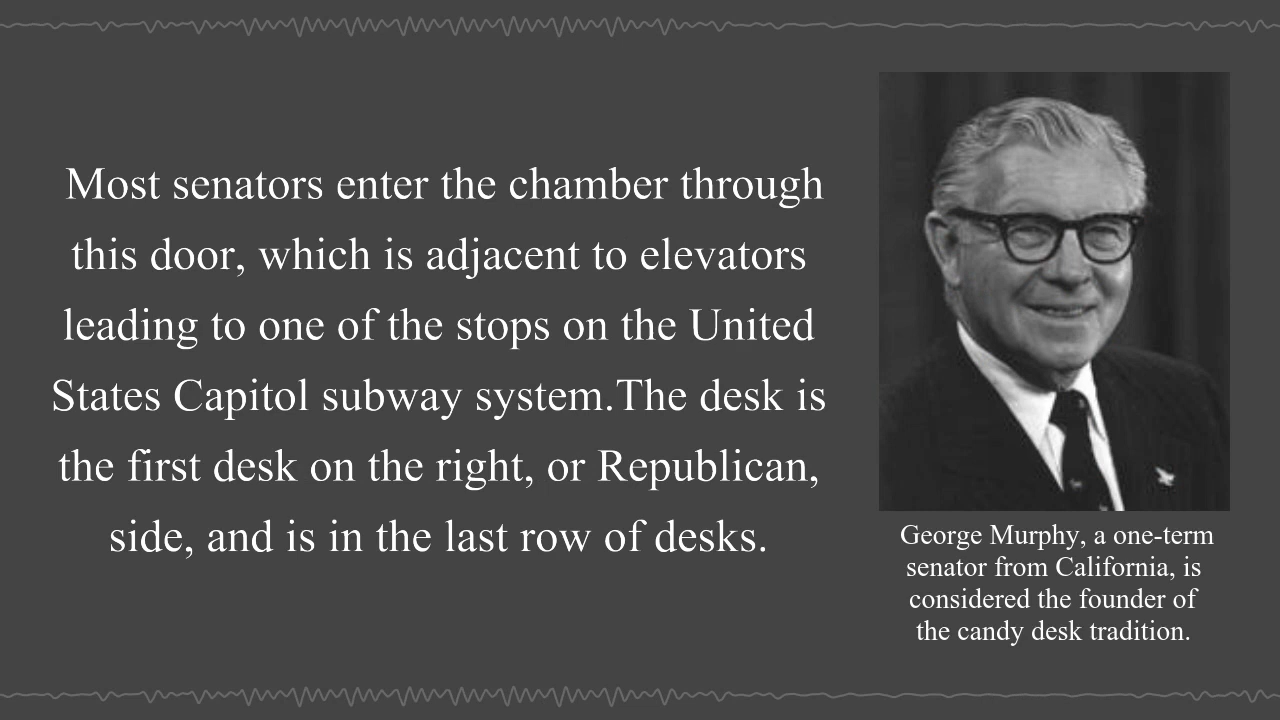 Most senators enter the chamber through
this door, which is adjacent to elevators
leading to one of the stops on the United
States Capitol subway system.The desk is
the first desk on the right, or Republican,
side, and is in the last row of desks.
George Murphy, a one-term
senator from California, is
considered the founder of
the candy desk tradition.